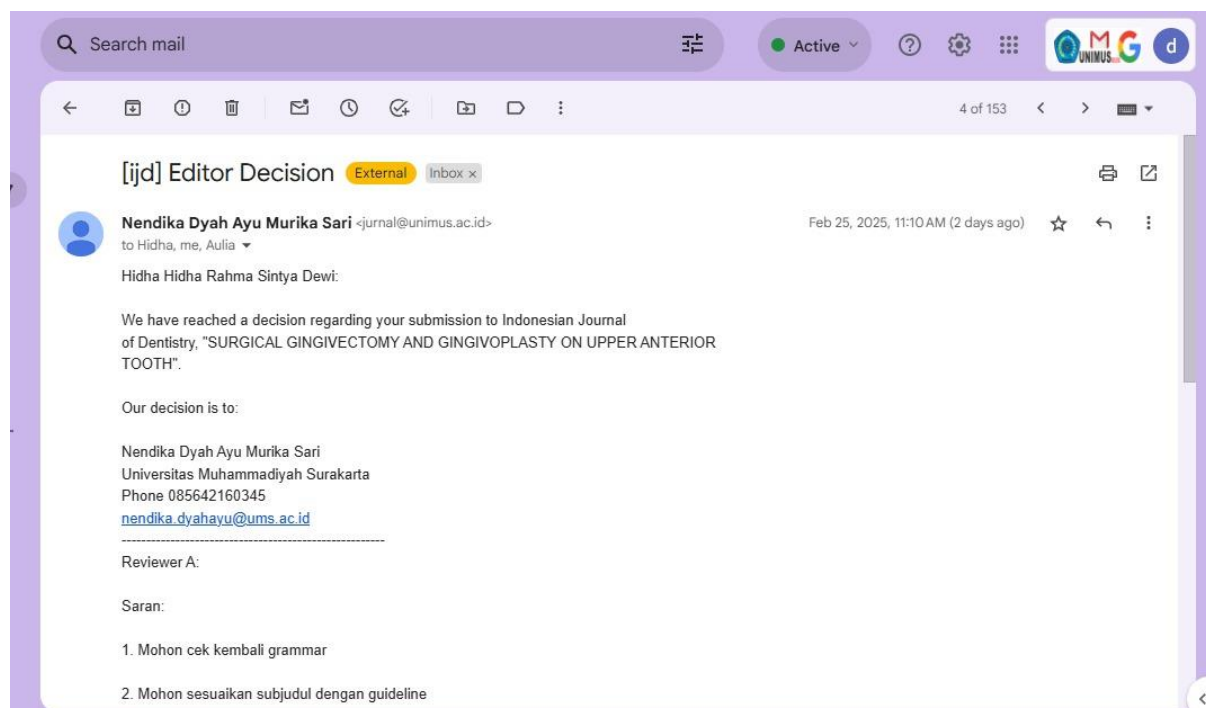 Search mail
Active
UNIMUS
MG
d
4 of 153
[ijd] Editor Decision External Inbox x
Nendika Dyah Ayu Murika Sari <jurnal@unimus.ac.id>
Feb 25, 2025, 11:10 AM (2 days ago)
to Hidha, me, Aulia
Hidha Hidha Rahma Sintya Dewi:
We have reached a decision regarding your submission to Indonesian Journal
of Dentistry, "SURGICAL GINGIVECTOMY AND GINGIVOPLASTY ON UPPER ANTERIOR
TOOTH".
Our decision is to:
Nendika Dyah Ayu Murika Sari
Universitas Muhammadiyah Surakarta
Phone 085642160345
nendika.dyahayu@ums.ac.id
------------------------------------------------------
Reviewer A:
Saran:
1. Mohon cek kembali grammar
2. Mohon sesuaikan subjudul dengan guideline